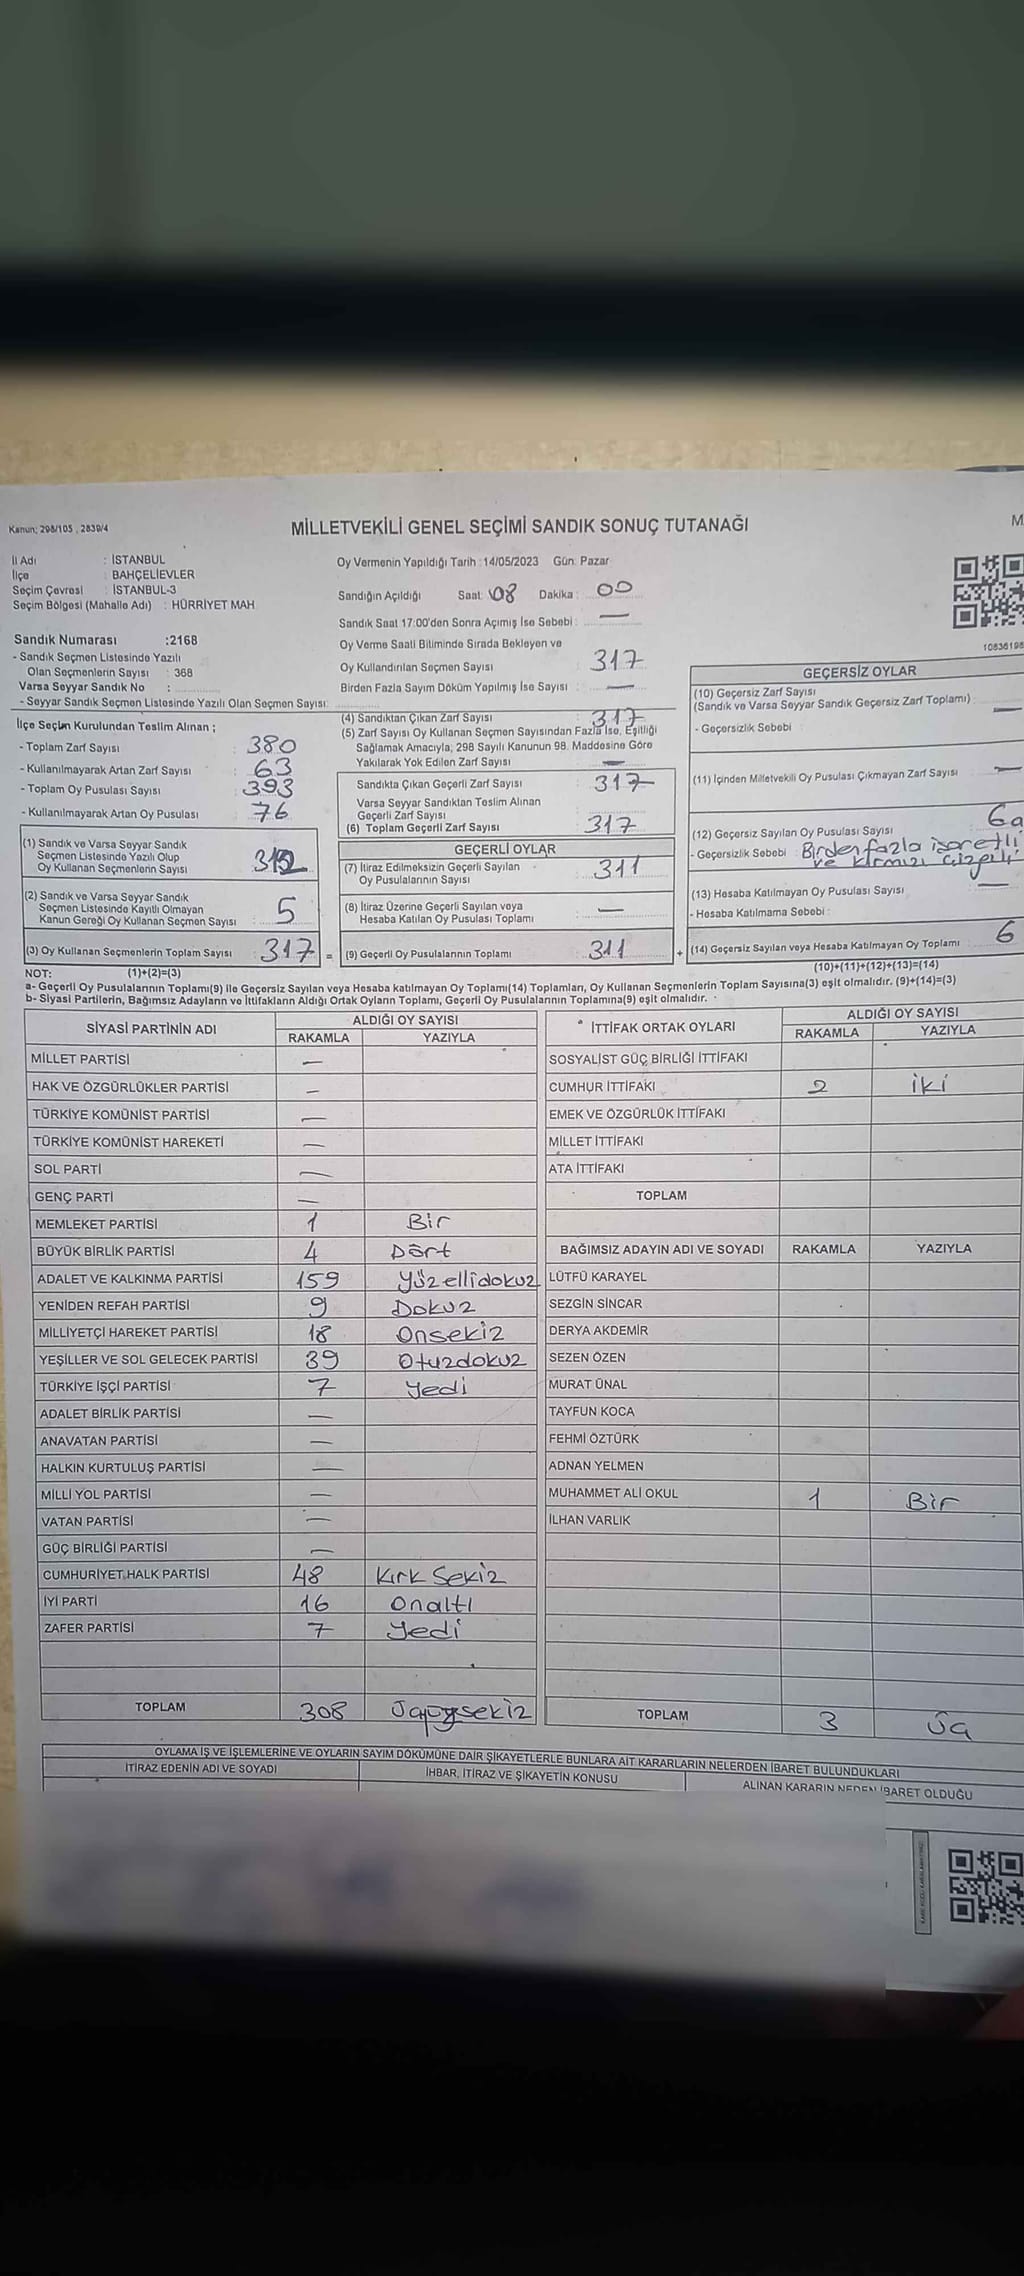 Kanun; 298/105 , 2839/4
MİLLETVEKİLİ GENEL SEÇİMİ SANDIK SONUÇ TUTANAĞI
İl Adı : İSTANBUL
İlçe : BAHÇELİEVLER
Seçim Çevresi : İSTANBUL-3
Seçim Bölgesi (Mahalle Adı) : HÜRRİYET MAH
Sandık Numarası :2168
- Sandık Seçmen Listesinde Yazılı
Olan Seçmenlerin Sayısı : 368
Varsa Seyyar Sandık No :
- Seyyar Sandık Seçmen Listesinde Yazılı Olan Seçmen Sayısı:
Oy Vermenin Yapıldığı Tarih :14/05/2023 Gün: Pazar
Sandığın Açıldığı Saat: 08 Dakika : 00
Sandık Saat 17:00'den Sonra Açımış İse Sebebi : —
Oy Verme Saati Bitiminde Sırada Bekleyen ve
Oy Kullandırılan Seçmen Sayısı 317
Birden Fazla Sayım Döküm Yapılmış İse Sayısı : —
İlçe Seçim Kurulundan Teslim Alınan ;
- Toplam Zarf Sayısı : 380
- Kullanılmayarak Artan Zarf Sayısı : 63
- Toplam Oy Pusulası Sayısı : 393
- Kullanılmayarak Artan Oy Pusulası : 76
(1) Sandık ve Varsa Seyyar Sandık
Seçmen Listesinde Yazılı Olup
Oy Kullanan Seçmenlerin Sayısı 312
(2) Sandık ve Varsa Seyyar Sandık
Seçmen Listesinde Kayıtlı Olmayan
Kanun Gereği Oy Kullanan Seçmen Sayısı 5
(3) Oy Kullanan Seçmenlerin Toplam Sayısı 317 =
(4) Sandıktan Çıkan Zarf Sayısı : 317
(5) Zarf Sayısı Oy Kullanan Seçmen Sayısından Fazla İse, Eşitliği
Sağlamak Amacıyla; 298 Sayılı Kanunun 98. Maddesine Göre
Yakılarak Yok Edilen Zarf Sayısı : —
Sandıkta Çıkan Geçerli Zarf Sayısı : 317
Varsa Seyyar Sandıktan Teslim Alınan
Geçerli Zarf Sayısı :
(6) Toplam Geçerli Zarf Sayısı 317
GEÇERLİ OYLAR
(7) İtiraz Edilmeksizin Geçerli Sayılan
Oy Pusulalarının Sayısı : 311
(8) İtiraz Üzerine Geçerli Sayılan veya
Hesaba Katılan Oy Pusulası Toplamı : —
(9) Geçerli Oy Pusulalarının Toplamı : 311 +
10836198
GEÇERSİZ OYLAR
(10) Geçersiz Zarf Sayısı
(Sandık ve Varsa Seyyar Sandık Geçersiz Zarf Toplamı) : —
- Geçersizlik Sebebi :
(11) İçinden Milletvekili Oy Pusulası Çıkmayan Zarf Sayısı —
(12) Geçersiz Sayılan Oy Pusulası Sayısı 6
- Geçersizlik Sebebi : Birden fazla işaretli
ve kırmızı çizgili
(13) Hesaba Katılmayan Oy Pusulası Sayısı —
- Hesaba Katılmama Sebebi :
(14) Geçersiz Sayılan veya Hesaba Katılmayan Oy Toplamı 6
NOT: (1)+(2)=(3)
(10)+(11)+(12)+(13)=(14)
a- Geçerli Oy Pusulalarının Toplamı(9) ile Geçersiz Sayılan veya Hesaba katılmayan Oy Toplamı(14) Toplamları, Oy Kullanan Seçmenlerin Toplam Sayısına(3) eşit olmalıdır. (9)+(14)=(3)
b- Siyasi Partilerin, Bağımsız Adayların ve İttifakların Aldığı Ortak Oyların Toplamı, Geçerli Oy Pusulalarının Toplamına(9) eşit olmalıdır.
SİYASİ PARTİNİN ADI ALDIĞI OY SAYISI
RAKAMLA YAZIYLA
MİLLET PARTİSİ —
HAK VE ÖZGÜRLÜKLER PARTİSİ —
TÜRKİYE KOMÜNİST PARTİSİ —
TÜRKİYE KOMÜNİST HAREKETİ —
SOL PARTİ —
GENÇ PARTİ —
MEMLEKET PARTİSİ 1 Bir
BÜYÜK BİRLİK PARTİSİ 4 Dört
ADALET VE KALKINMA PARTİSİ 159 Yüzellidokuz
YENİDEN REFAH PARTİSİ 9 Dokuz
MİLLİYETÇİ HAREKET PARTİSİ 18 Onsekiz
YEŞİLLER VE SOL GELECEK PARTİSİ 39 Otuzdokuz
TÜRKİYE İŞÇİ PARTİSİ 7 Yedi
ADALET BİRLİK PARTİSİ —
ANAVATAN PARTİSİ —
HALKIN KURTULUŞ PARTİSİ —
MİLLİ YOL PARTİSİ —
VATAN PARTİSİ —
GÜÇ BİRLİĞİ PARTİSİ —
CUMHURİYET HALK PARTİSİ 48 Kırk Sekiz
İYİ PARTİ 16 Onaltı
ZAFER PARTİSİ 7 Yedi
TOPLAM 308
İTTİFAK ORTAK OYLARI ALDIĞI OY SAYISI
RAKAMLA YAZIYLA
SOSYALİST GÜÇ BİRLİĞİ İTTİFAKI
CUMHUR İTTİFAKI 2 İki
EMEK VE ÖZGÜRLÜK İTTİFAKI
MİLLET İTTİFAKI
ATA İTTİFAKI
TOPLAM
BAĞIMSIZ ADAYIN ADI VE SOYADI RAKAMLA YAZIYLA
LÜTFÜ KARAYEL
SEZGİN SİNCAR
DERYA AKDEMİR
SEZEN ÖZEN
MURAT ÜNAL
TAYFUN KOCA
FEHMİ ÖZTÜRK
ADNAN YELMEN
MUHAMMET ALİ OKUL 1 Bir
İLHAN VARLIK
TOPLAM 3 Üç
OYLAMA İŞ VE İŞLEMLERİNE VE OYLARIN SAYIM DÖKÜMÜNE DAİR ŞİKAYETLERLE BUNLARA AİT KARARLARIN NELERDEN İBARET BULUNDUKLARI
İTİRAZ EDENİN ADI VE SOYADI İHBAR, İTİRAZ VE ŞİKAYETİN KONUSU ALINAN KARARIN NEDEN İBARET OLDUĞU